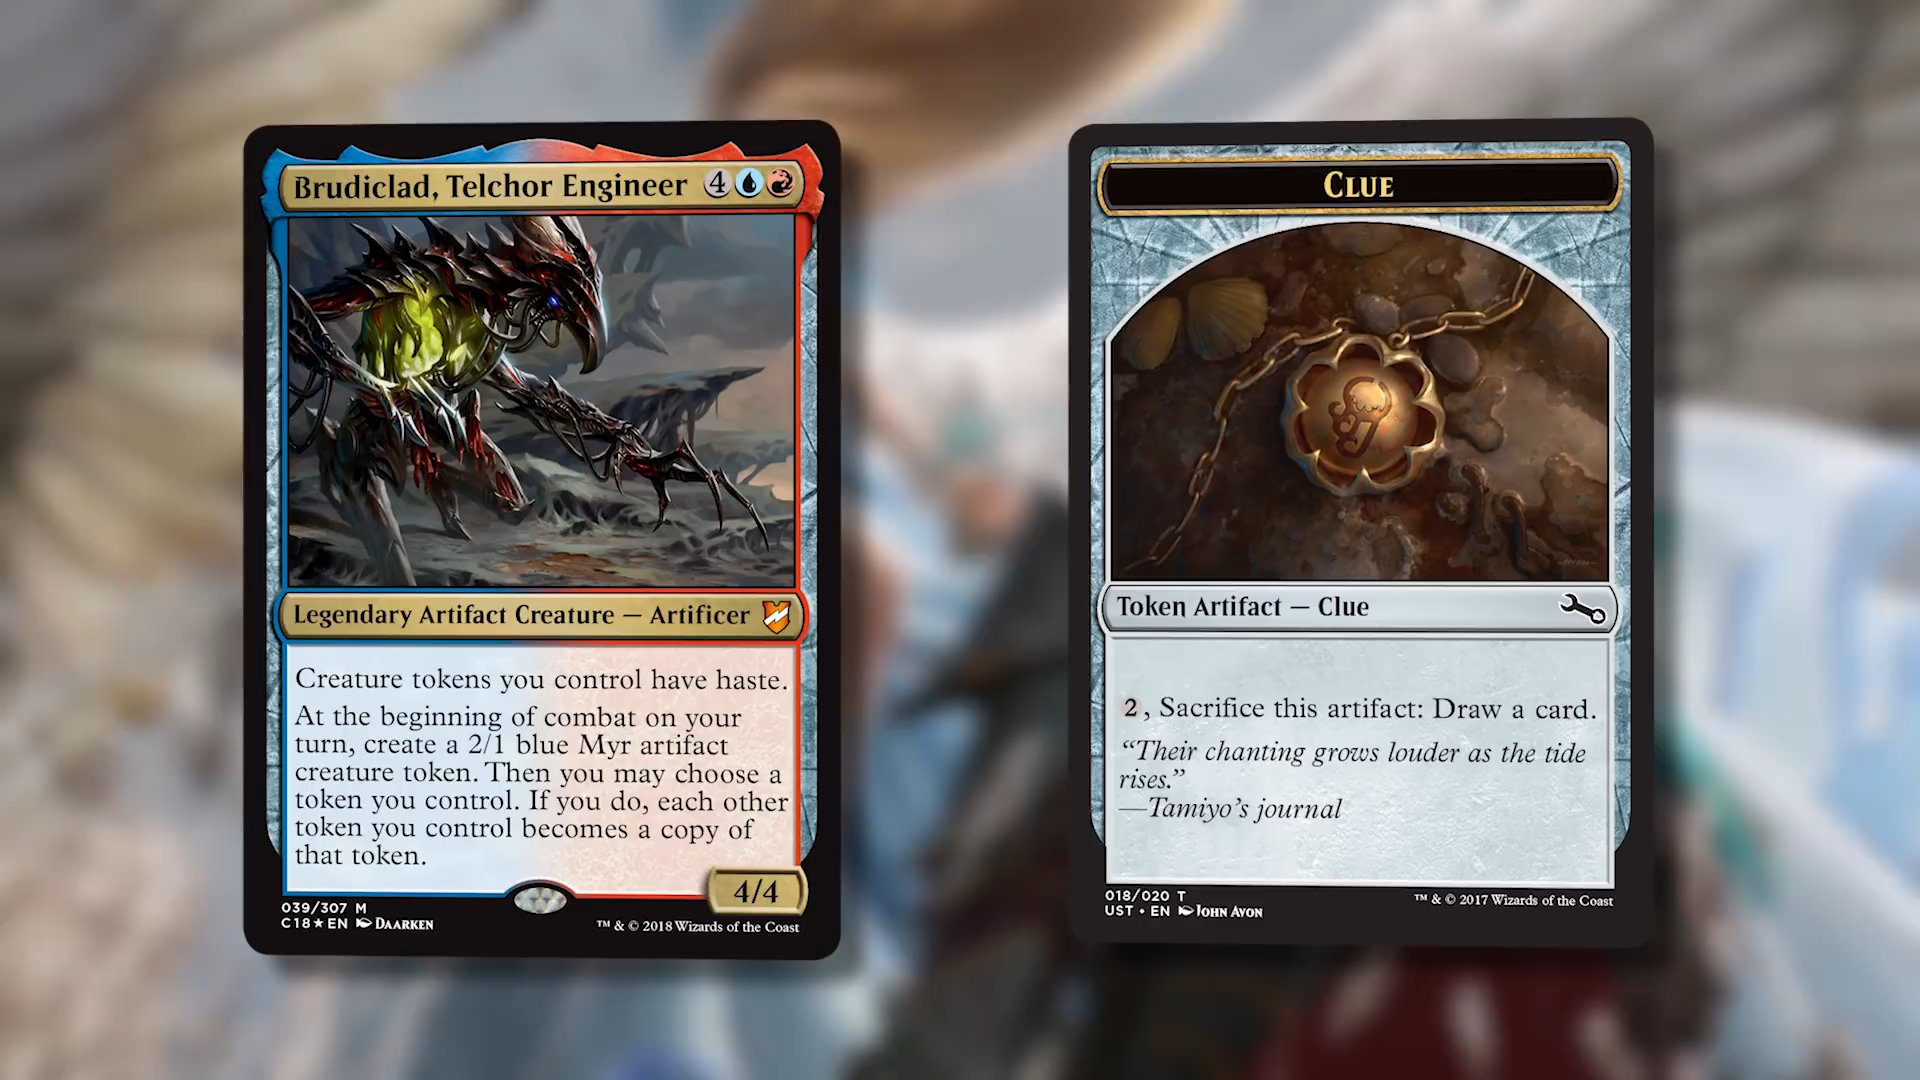 Brudiclad, Telchor Engineer 4
Legendary Artifact Creature — Artificer
Creature tokens you control have haste.
At the beginning of combat on your
turn, create a 2/1 blue Myr artifact
creature token. Then you may choose a
token you control. If you do, each other
token you control becomes a copy of
that token.
4/4
039/307 M
C18★EN Daarken
™ & © 2018 Wizards of the Coast
Clue
Token Artifact — Clue
2, Sacrifice this artifact: Draw a card.
“Their chanting grows louder as the tide
rises.”
—Tamiyo’s journal
018/020 T
UST • EN John Avon
™ & © 2017 Wizards of the Coast